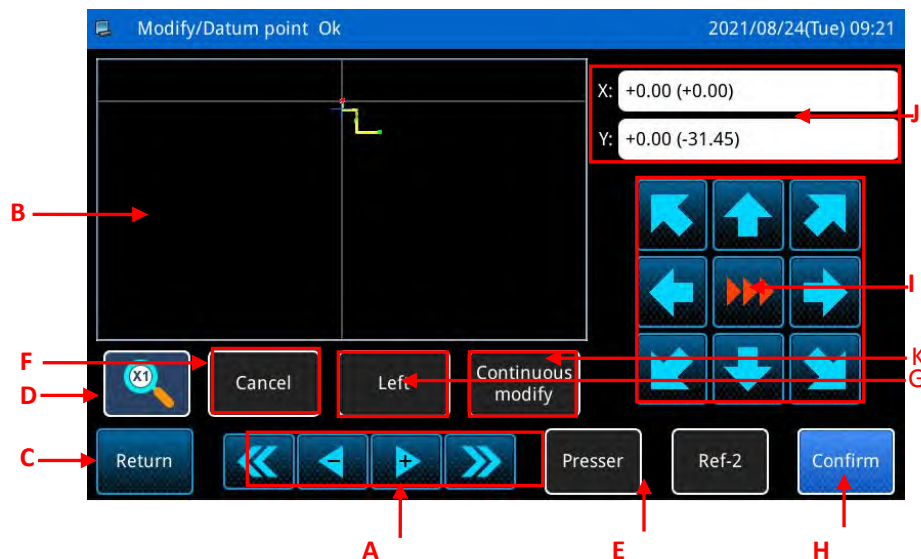 Modify/Datum point Ok
2021/08/24(Tue) 09:21
X: +0.00 (+0.00)
J
Y: +0.00 (-31.45)
B
I
F
X1
Cancel
Left
Continuous
modify
K
G
D
C
Return
-
+
Presser
Ref-2
Confirm
A
E
H